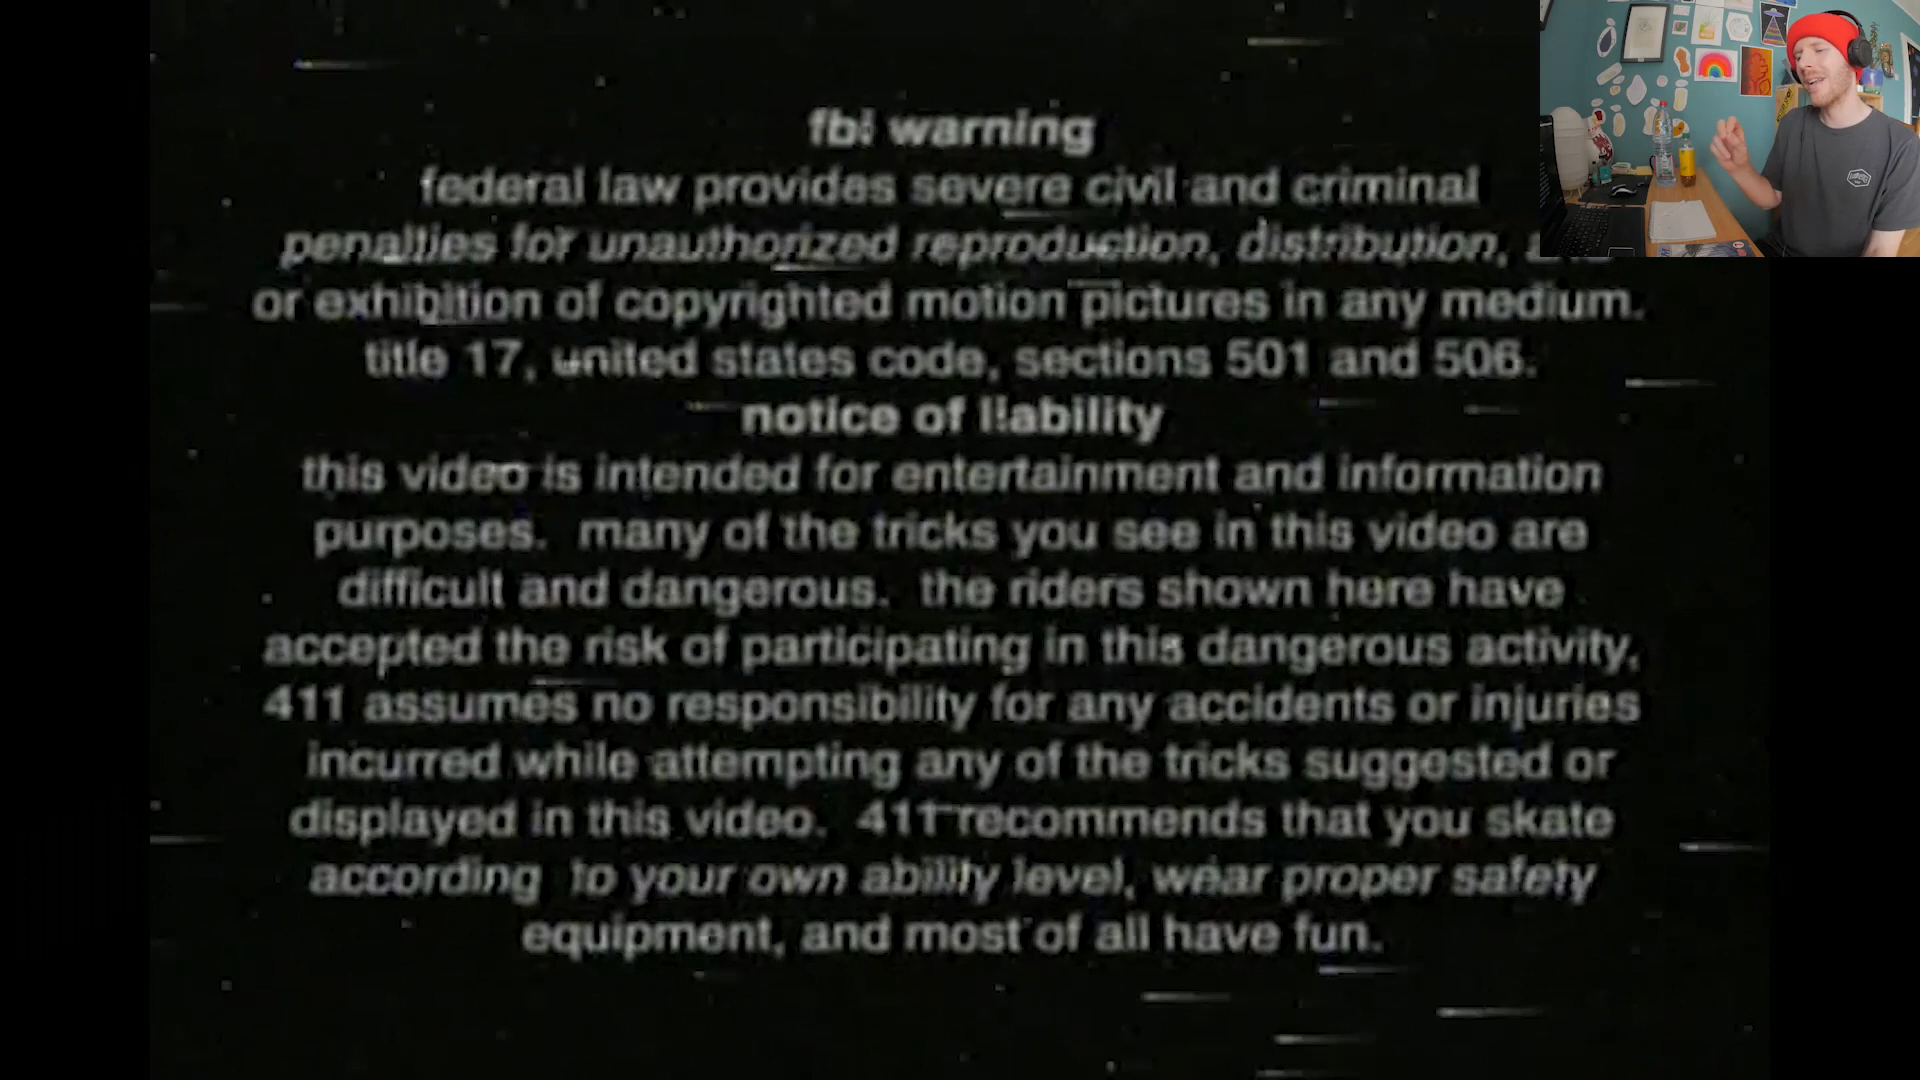 fbi warning
federal law provides severe civil and criminal
penalties for unauthorized reproduction, distribution,
or exhibition of copyrighted motion pictures in any medium.
title 17, united states code, sections 501 and 506.
notice of liability
this video is intended for entertainment and information
purposes. many of the tricks you see in this video are
difficult and dangerous. the riders shown here have
accepted the risk of participating in this dangerous activity,
411 assumes no responsibility for any accidents or injuries
incurred while attempting any of the tricks suggested or
displayed in this video. 411 recommends that you skate
according to your own ability level, wear proper safety
equipment, and most of all have fun.